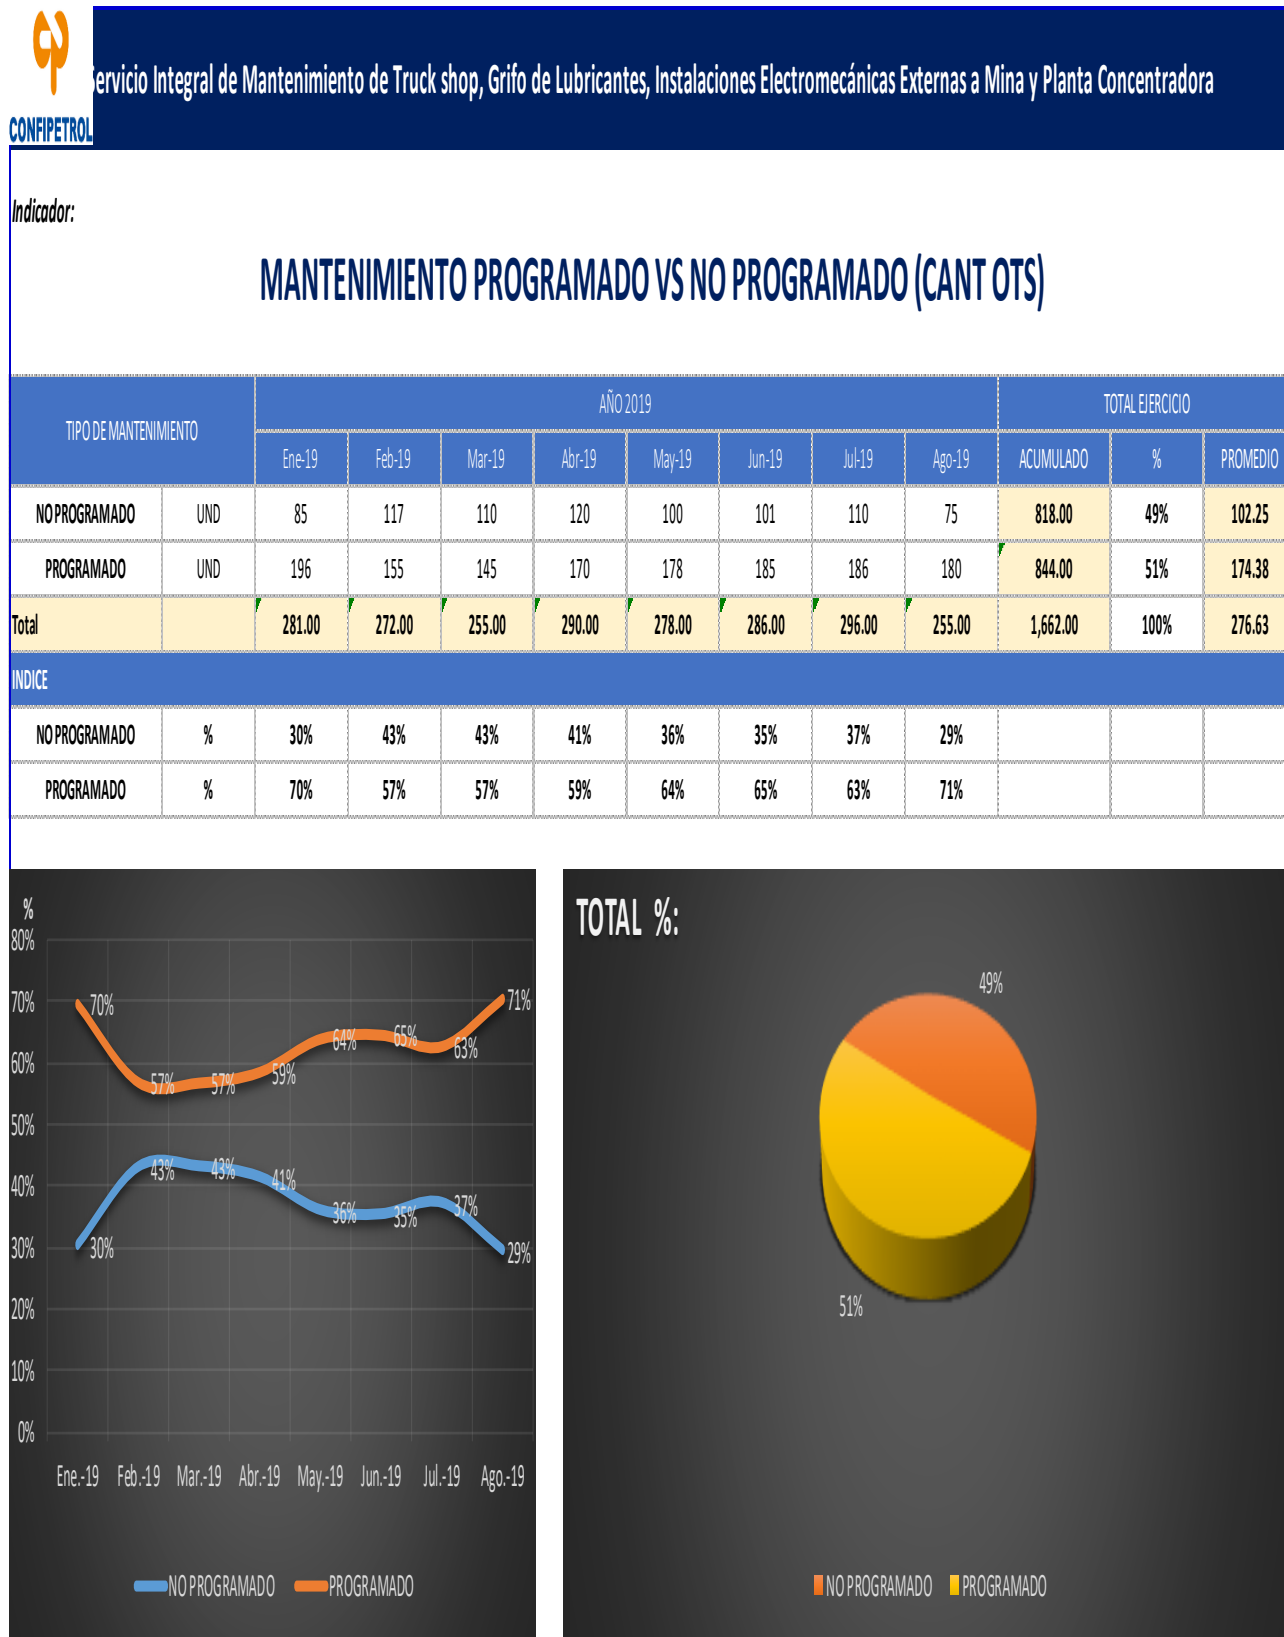 CONFIPETROL
Servicio Integral de Mantenimiento de Truck shop, Grifo de Lubricantes, Instalaciones Electromecánicas Externas a Mina y Planta Concentradora
Indicador:
MANTENIMIENTO PROGRAMADO VS NO PROGRAMADO (CANT OTS)
TIPO DE MANTENIMIENTO AÑO 2019 TOTAL EJERCICIO
Ene-19 Feb-19 Mar-19 Abr-19 May-19 Jun-19 Jul-19 Ago-19 ACUMULADO % PROMEDIO
NO PROGRAMADO UND 85 117 110 120 100 101 110 75 818.00 49% 102.25
PROGRAMADO UND 196 155 145 170 178 185 186 180 844.00 51% 174.38
Total 281.00 272.00 255.00 290.00 278.00 286.00 296.00 255.00 1,662.00 100% 276.63
INDICE
NO PROGRAMADO % 30% 43% 43% 41% 36% 35% 37% 29%
PROGRAMADO % 70% 57% 57% 59% 64% 65% 63% 71%
%
80%
70%
60%
50%
40%
30%
20%
10%
0%
70% 57% 57% 59% 64% 65% 63% 71%
30% 43% 43% 41% 36% 35% 37% 29%
Ene.-19 Feb.-19 Mar.-19 Abr.-19 May.-19 Jun.-19 Jul.-19 Ago.-19
NO PROGRAMADO PROGRAMADO
TOTAL %:
49%
51%
NO PROGRAMADO PROGRAMADO